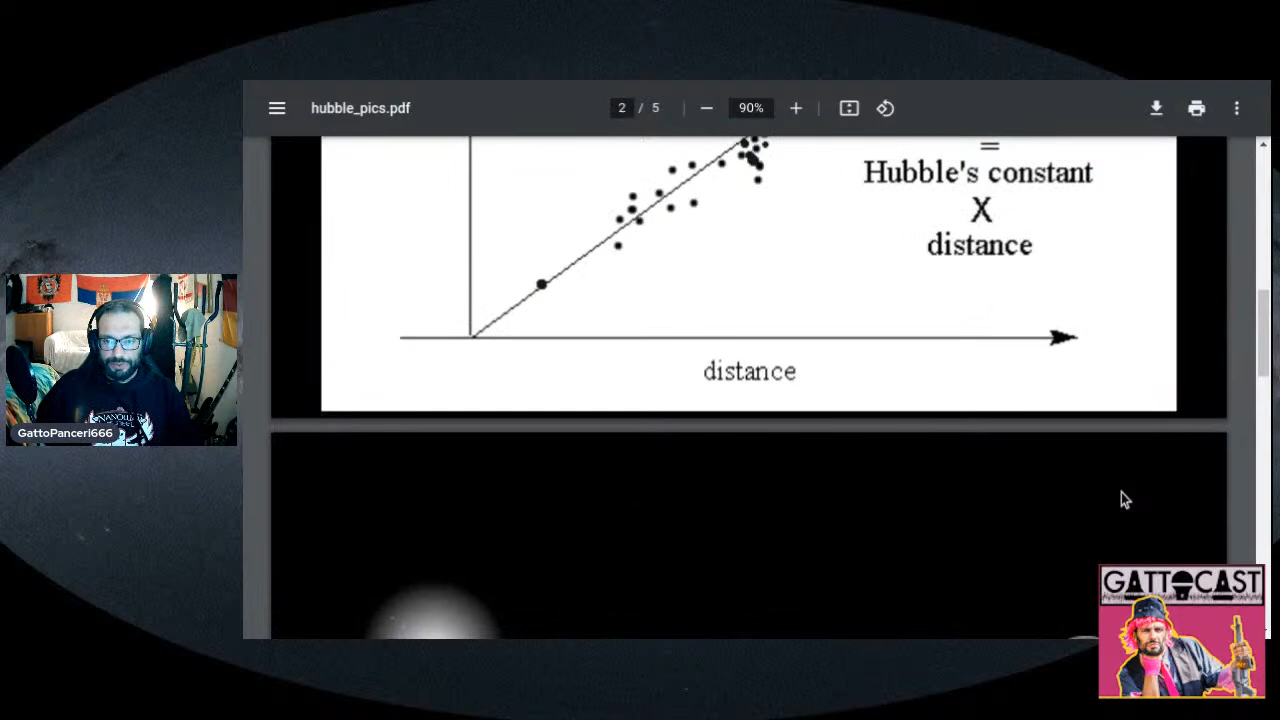 hubble_pics.pdf
2 / 5
90%
=
Hubble's constant
X
distance
distance
GattoPanceri666
GATTOCAST